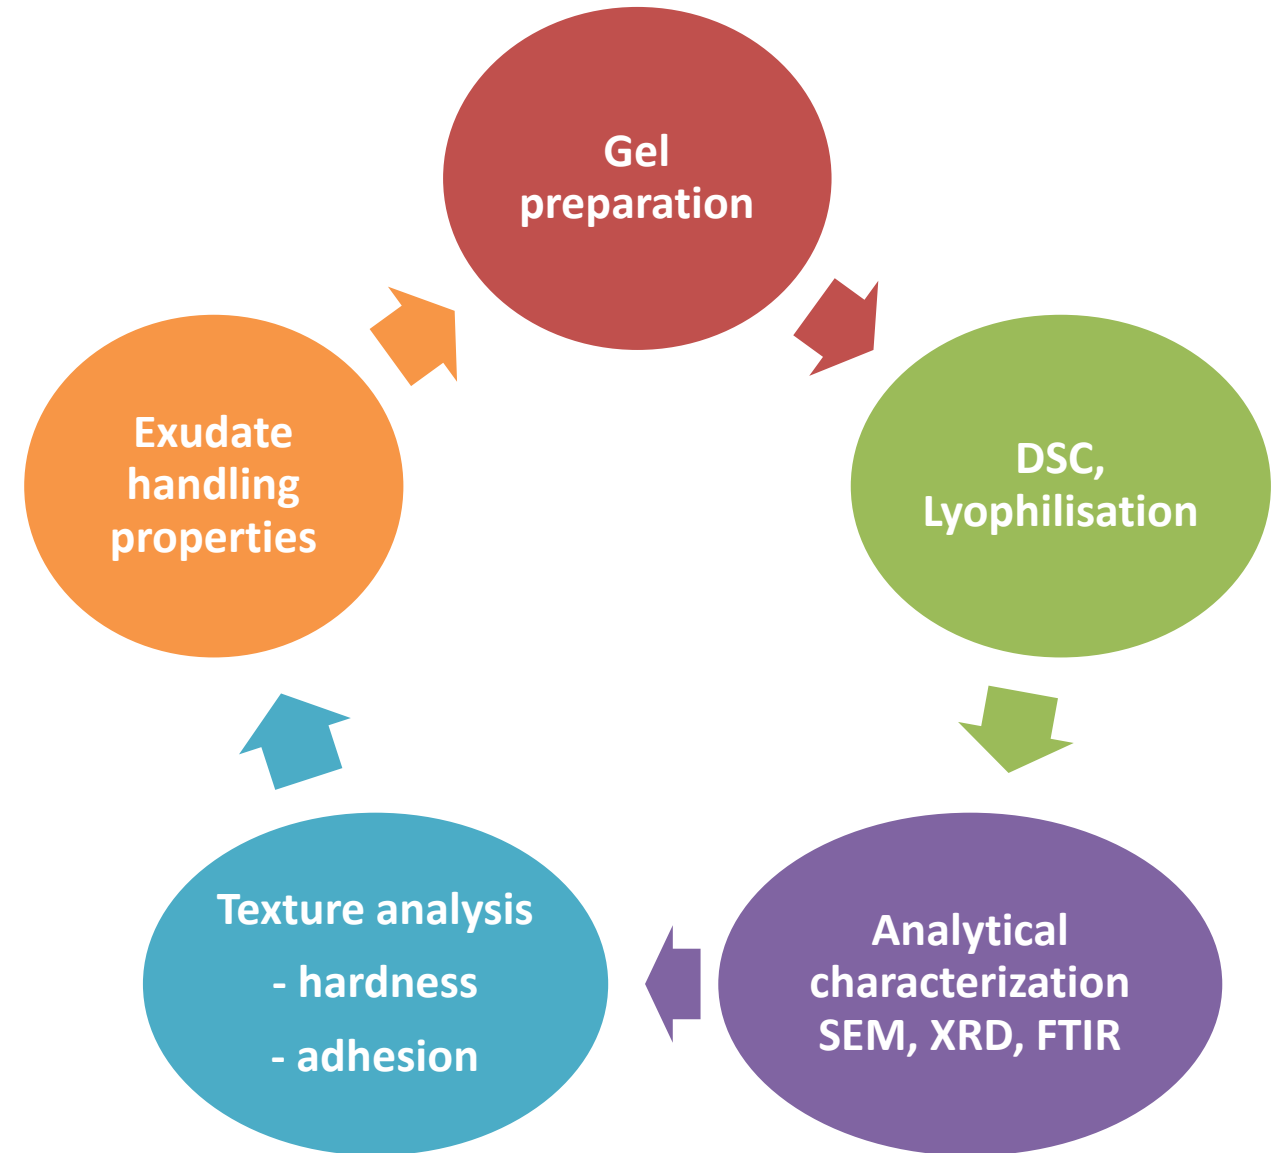 Gel
preparation
DSC,
Lyophilisation
Analytical
characterization
SEM, XRD, FTIR
Texture analysis
- hardness
- adhesion
Exudate
handling
properties